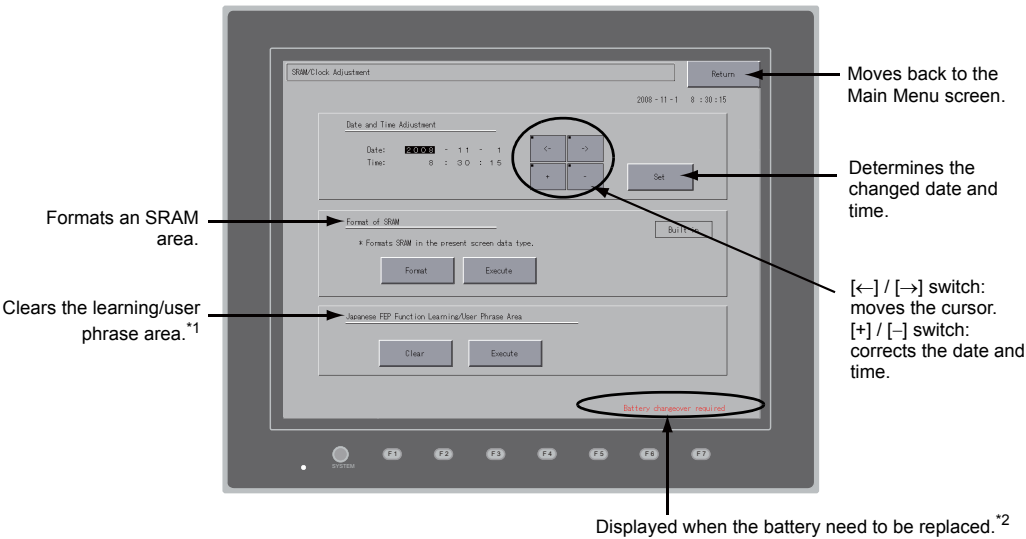 SRAM/Clock Adjustment
Return
2008 - 11 - 1 8 : 30 : 15
Date and Time Adjustment
Date: 2008 - 11 - 1
Time: 8 : 30 : 15
<- ->
+ -
Set
Format of SRAM
Built-in
* Formats SRAM in the present screen data type.
Format Execute
Japanese FEP Function Learning/User Phrase Area
Clear Execute
Battery changeover required
SYSTEM
F1 F2 F3 F4 F5 F6 F7
Moves back to the
Main Menu screen.
Determines the
changed date and
time.
[←] / [→] switch:
moves the cursor.
[+] / [–] switch:
corrects the date and
time.
Formats an SRAM
area.
Clears the learning/user
phrase area.*1
Displayed when the battery need to be replaced.*2